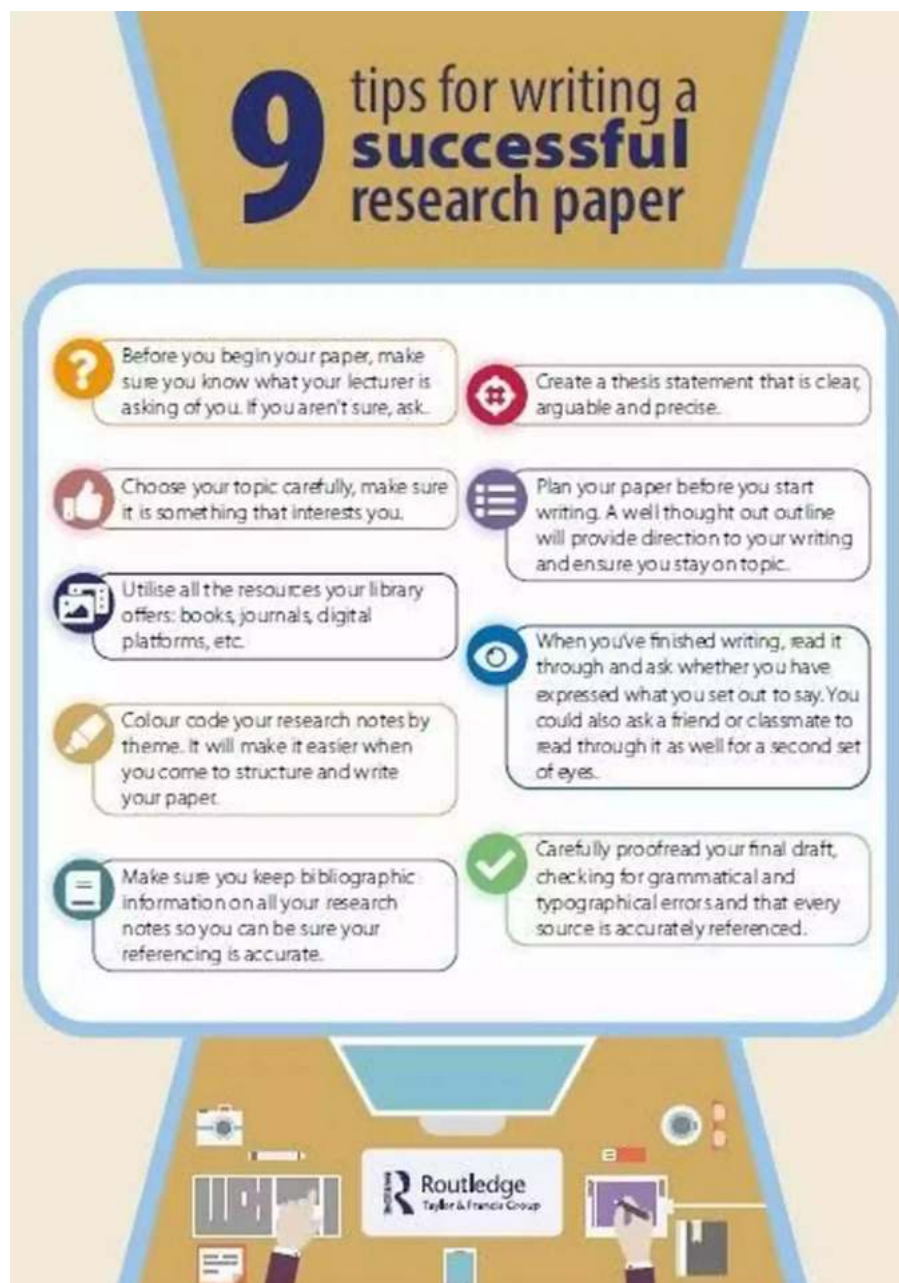 9 tips for writing a
successful
research paper
Before you begin your paper, make
sure you know what your lecturer is
asking of you. If you aren't sure, ask.
Choose your topic carefully, make sure
it is something that interests you.
Utilise all the resources your library
offers: books, journals, digital
platforms, etc.
Colour code your research notes by
theme. It will make it easier when
you come to structure and write
your paper.
Make sure you keep bibliographic
information on all your research
notes so you can be sure your
referencing is accurate.
Create a thesis statement that is clear,
arguable and precise.
Plan your paper before you start
writing. A well thought out outline
will provide direction to your writing
and ensure you stay on topic.
When you've finished writing, read it
through and ask whether you have
expressed what you set out to say. You
could also ask a friend or classmate to
read through it as well for a second set
of eyes.
Carefully proofread your final draft,
checking for grammatical and
typographical errors and that every
source is accurately referenced.
Routledge
Taylor & Francis Group